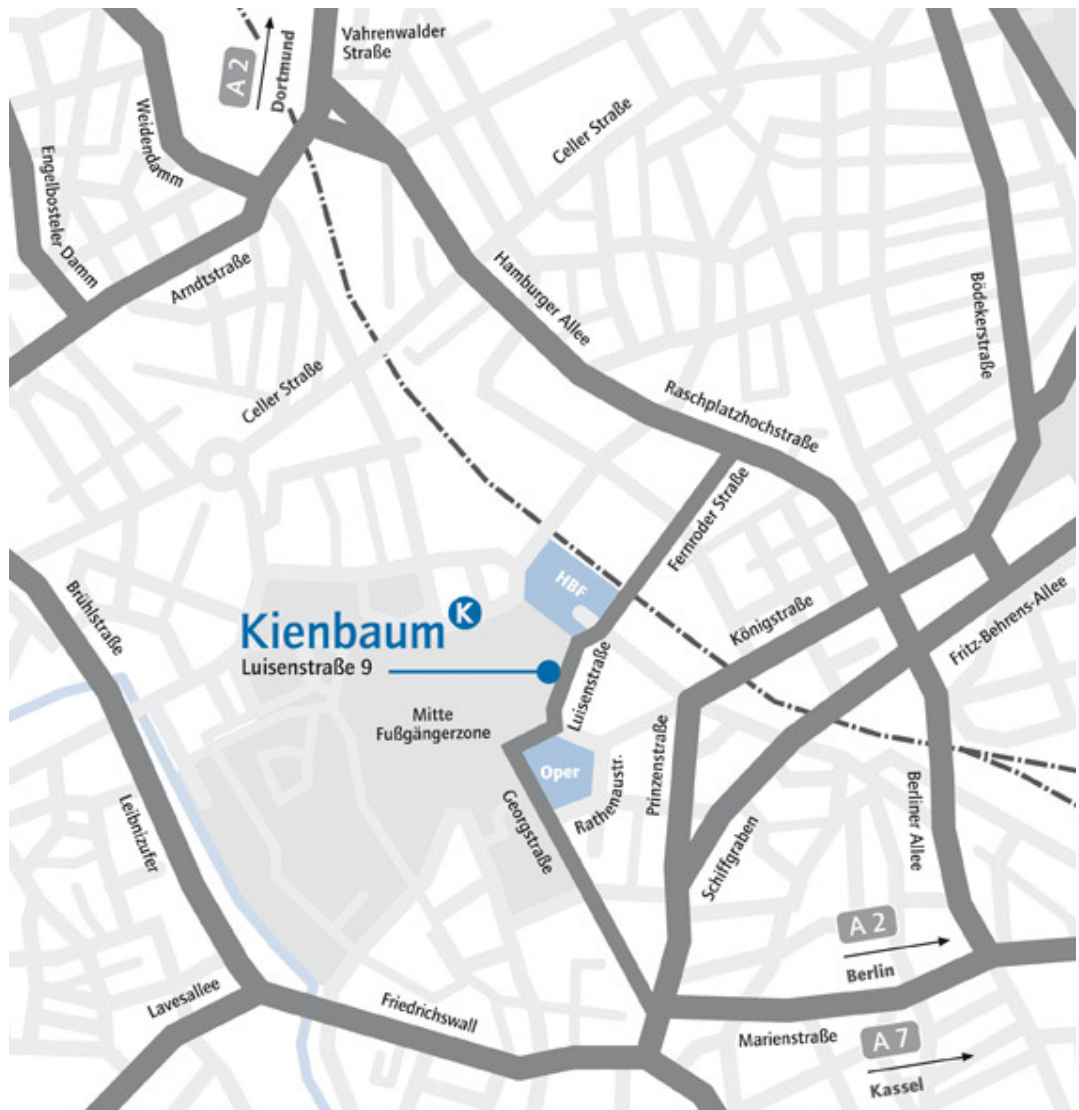 Vahrenwalder
Straße
A 2
Dortmund
Weidendamm
Celler Straße
Engelbosteler Damm
Arndtstraße
Hamburger Allee
Bödekerstraße
Celler Straße
Raschplatzhochstraße
Fernroder Straße
HBF
Brühlstraße
Kienbaum K
Luisenstraße 9
Königstraße
Fritz-Behrens-Allee
Luisenstraße
Mitte
Fußgängerzone
Oper
Rathenaustr.
Prinzenstraße
Georgstraße
Leibnizufer
Schiffgraben
Berliner Allee
A 2
Berlin
Lavesallee
Friedrichswall
Marienstraße
A 7
Kassel